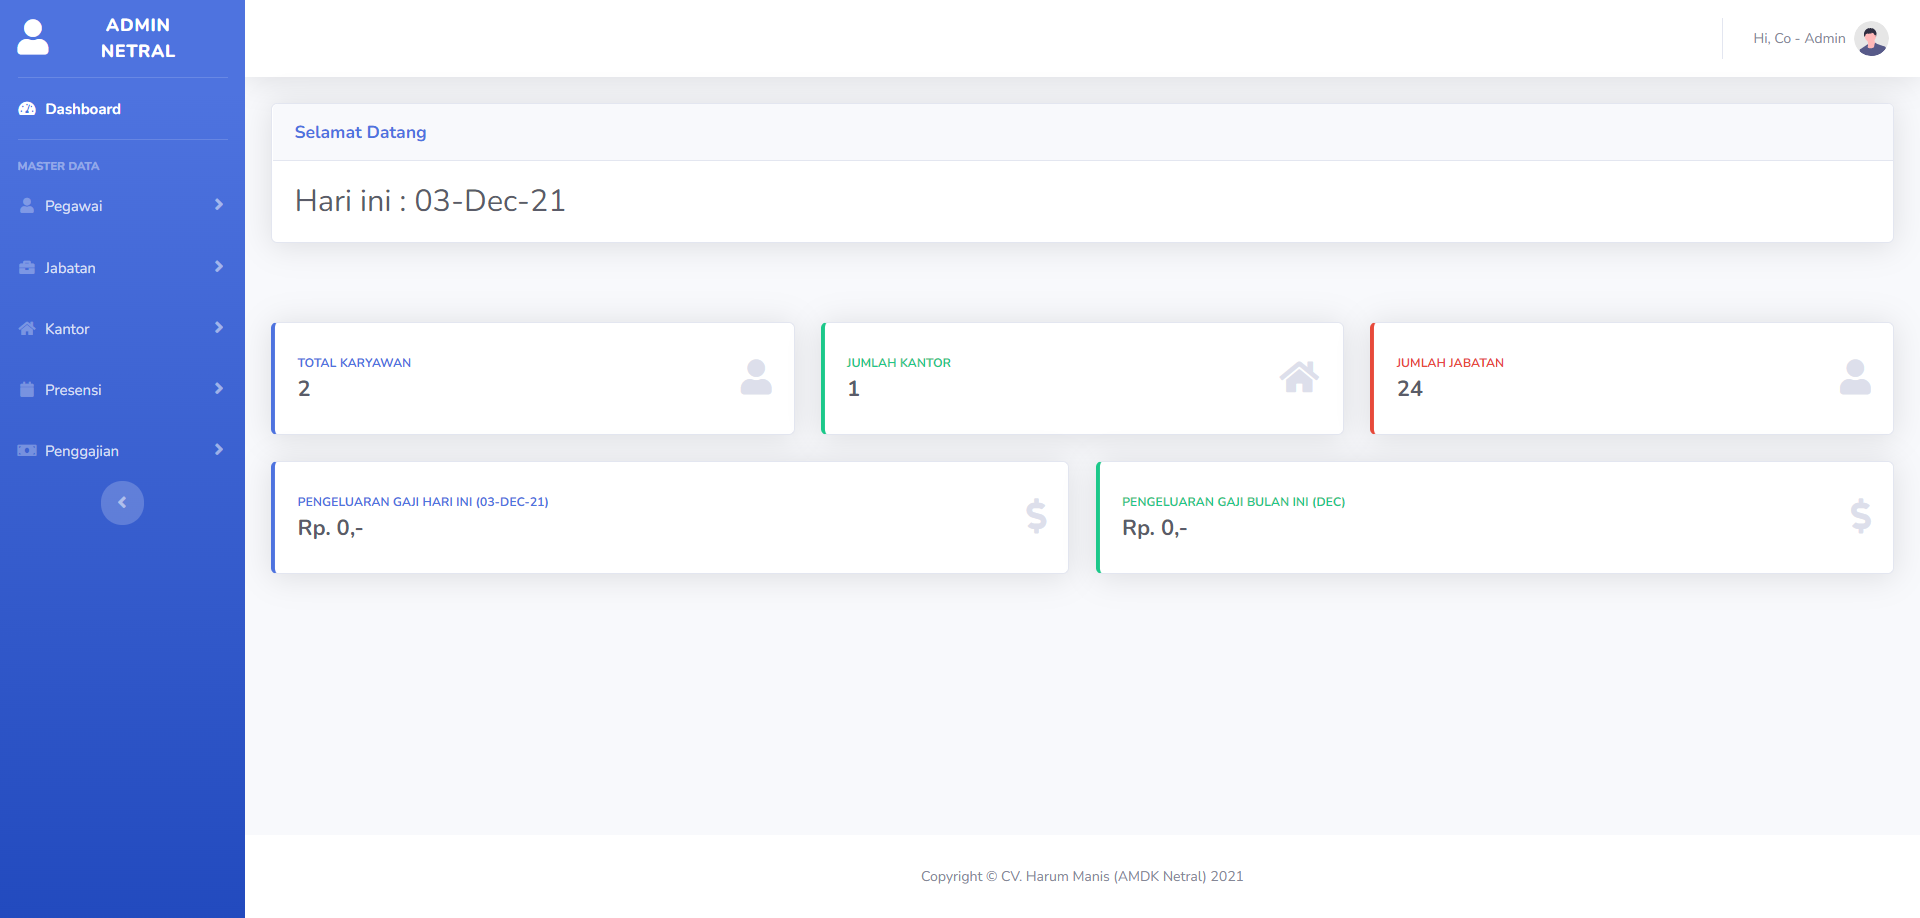 ADMIN
NETRAL
Dashboard
MASTER DATA
Pegawai
Jabatan
Kantor
Presensi
Penggajian
Hi, Co - Admin
Selamat Datang
Hari ini : 03-Dec-21
TOTAL KARYAWAN
2
JUMLAH KANTOR
1
JUMLAH JABATAN
24
PENGELUARAN GAJI HARI INI (03-DEC-21)
Rp. 0,-
PENGELUARAN GAJI BULAN INI (DEC)
Rp. 0,-
Copyright © CV. Harum Manis (AMDK Netral) 2021